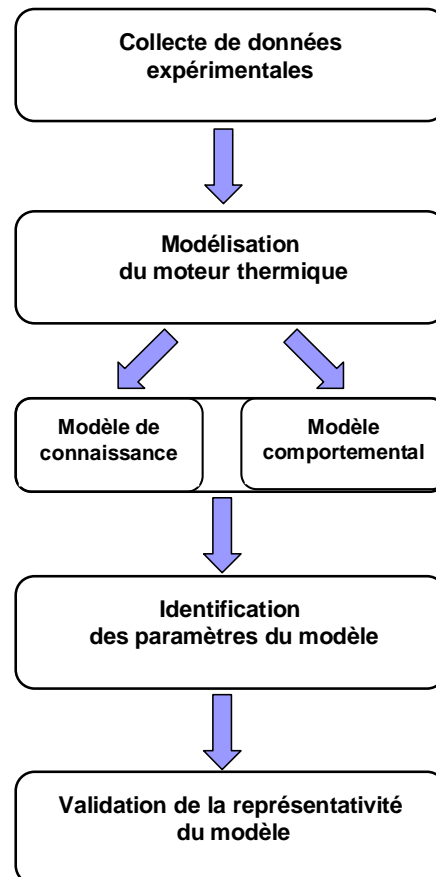 Collecte de données
expérimentales
Modélisation
du moteur thermique
Modèle de
connaissance
Modèle
comportemental
Identification
des paramètres du modèle
Validation de la représentativité
du modèle